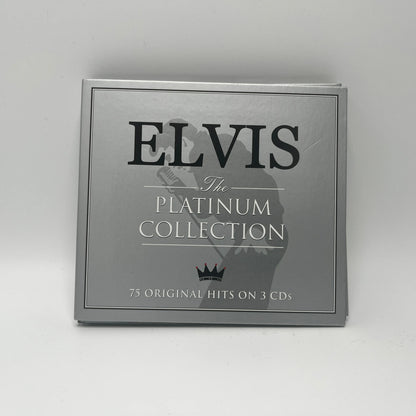 ELVIS
The
PLATINUM
COLLECTION
75 ORIGINAL HITS ON 3 CDs